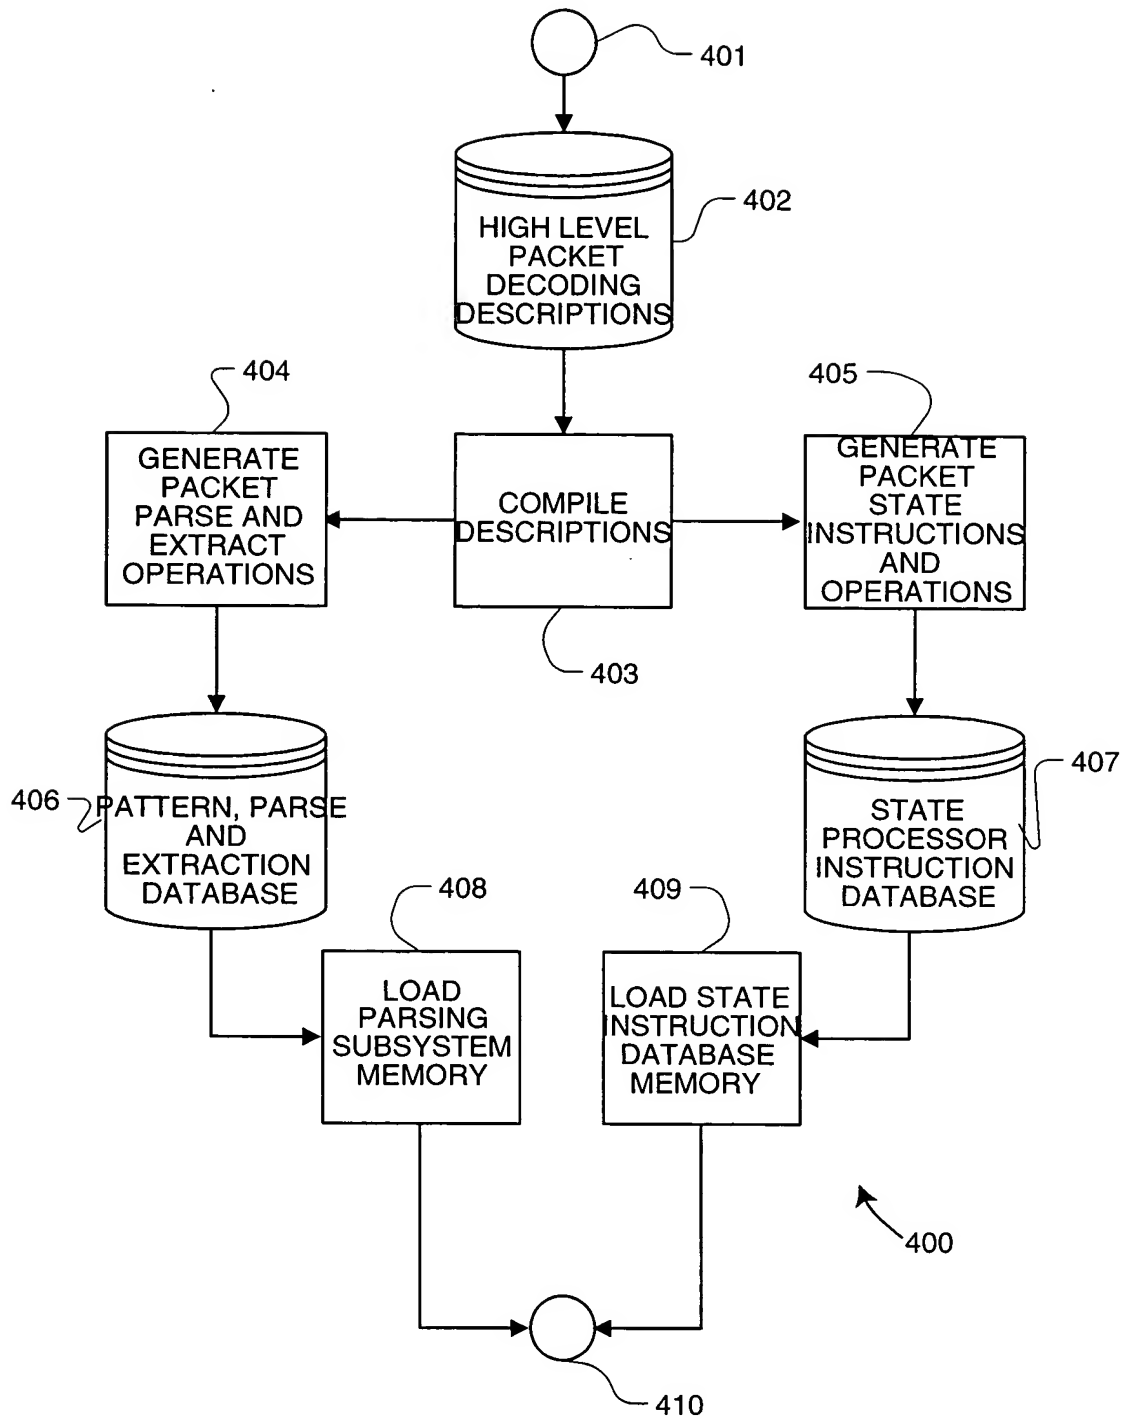 401
402
HIGH LEVEL
PACKET
DECODING
DESCRIPTIONS
404
405
GENERATE
PACKET
PARSE AND
EXTRACT
OPERATIONS
COMPILE
DESCRIPTIONS
GENERATE
PACKET
STATE
INSTRUCTIONS
AND
OPERATIONS
403
406
PATTERN, PARSE
AND
EXTRACTION
DATABASE
407
STATE
PROCESSOR
INSTRUCTION
DATABASE
408
409
LOAD
PARSING
SUBSYSTEM
MEMORY
LOAD STATE
INSTRUCTION
DATABASE
MEMORY
400
410